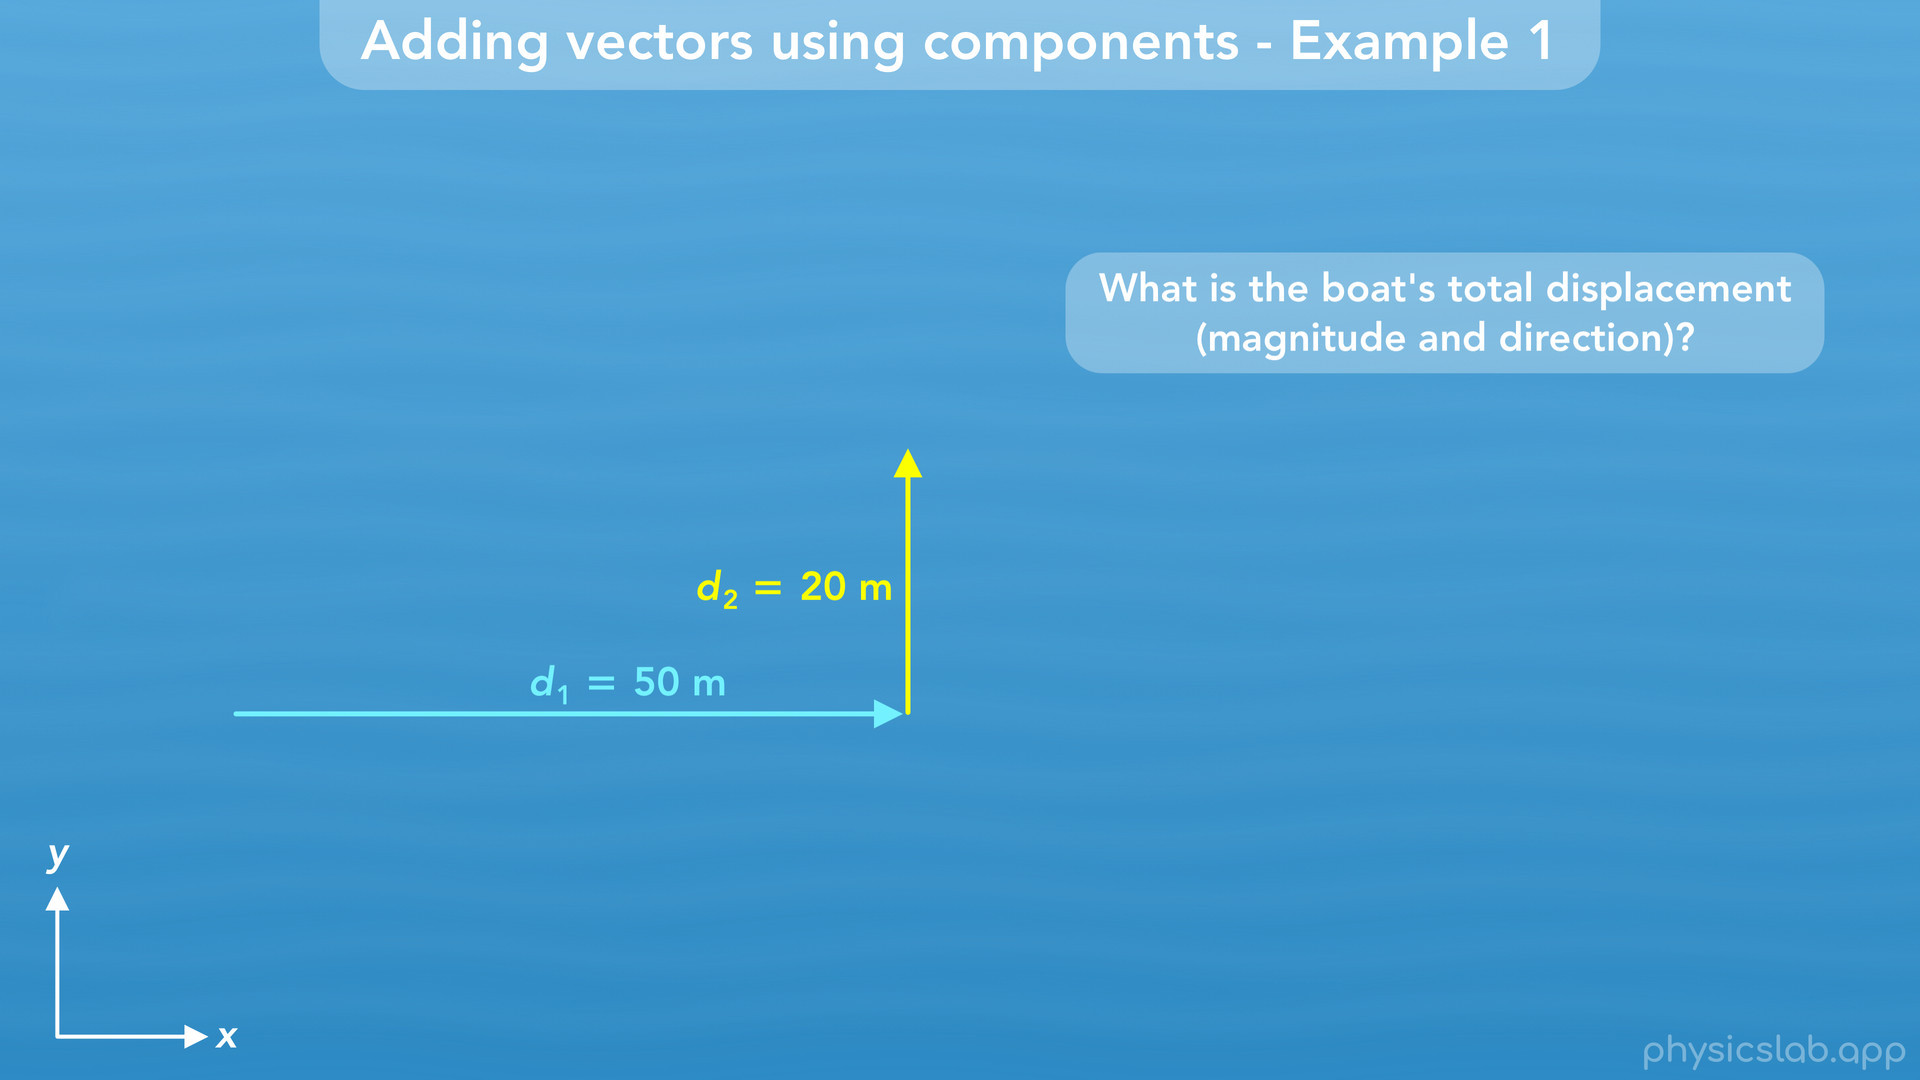 Adding vectors using components - Example 1
What is the boat's total displacement
(magnitude and direction)?
d₂ = 20 m
d₁ = 50 m
y
x
physicslab.app